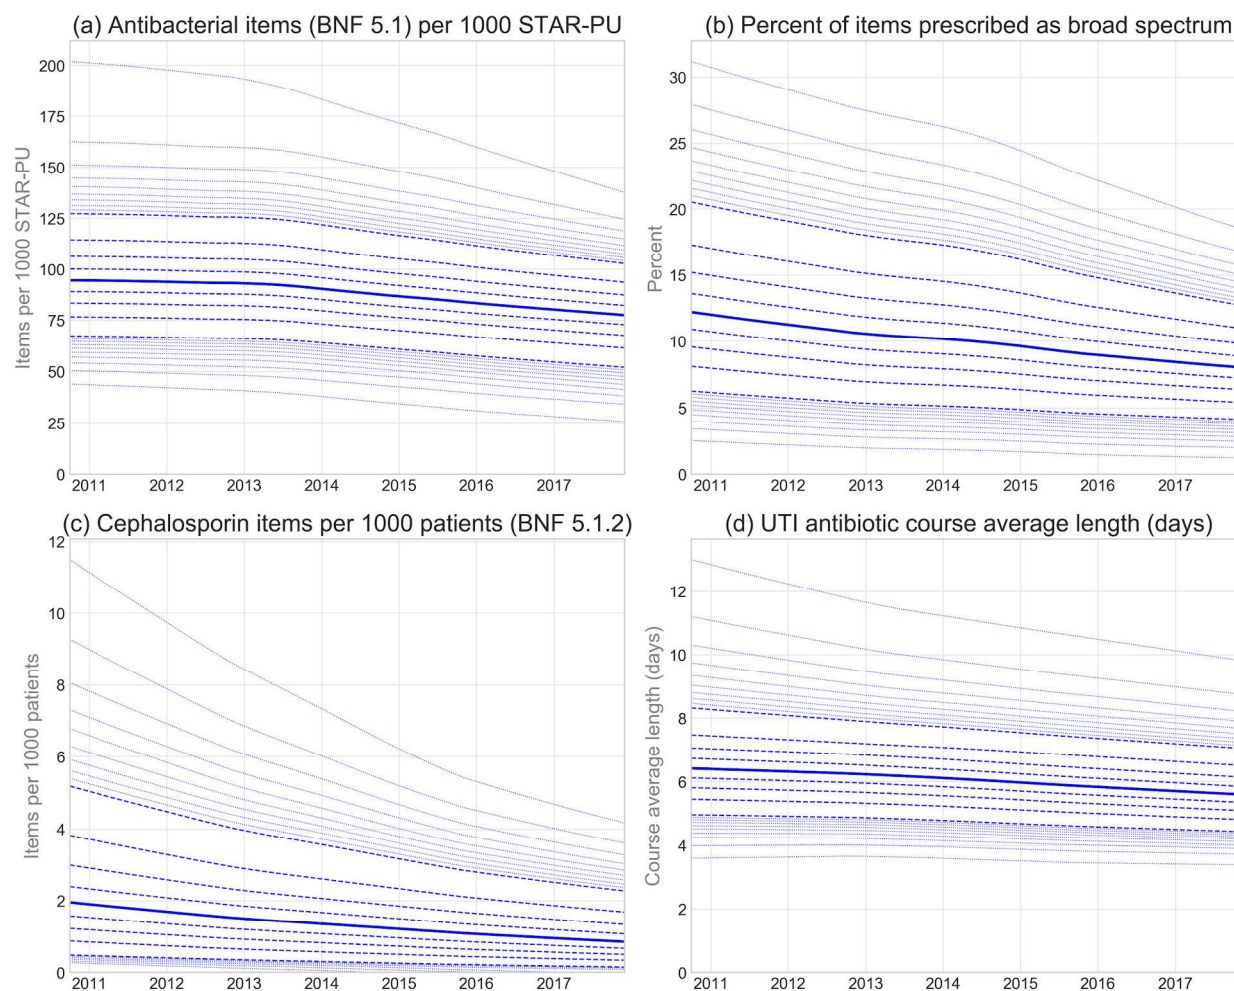 (a) Antibacterial items (BNF 5.1) per 1000 STAR-PU
200
175
150
125
100
75
50
25
0
Items per 1000 STAR-PU
2011 2012 2013 2014 2015 2016 2017
(b) Percent of items prescribed as broad spectrum
30
25
20
15
10
5
0
Percent
2011 2012 2013 2014 2015 2016 2017
(c) Cephalosporin items per 1000 patients (BNF 5.1.2)
12
10
8
6
4
2
0
Items per 1000 patients
2011 2012 2013 2014 2015 2016 2017
(d) UTI antibiotic course average length (days)
12
10
8
6
4
2
0
Course average length (days)
2011 2012 2013 2014 2015 2016 2017